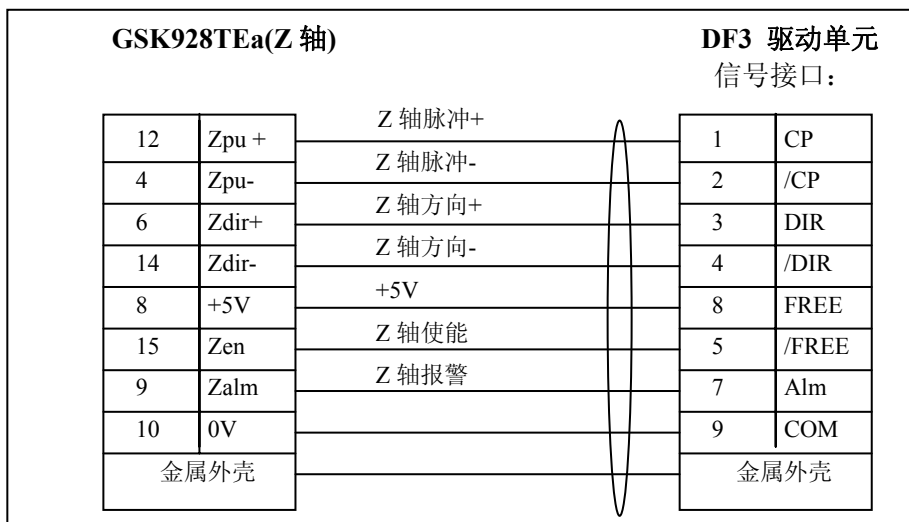 GSK928TEa(Z 轴) DF3 驱动单元
信号接口：
Z 轴脉冲+
12 Zpu + 1 CP
Z 轴脉冲-
4 Zpu- 2 /CP
Z 轴方向+
6 Zdir+ 3 DIR
Z 轴方向-
14 Zdir- 4 /DIR
+5V
8 +5V 8 FREE
Z 轴使能
15 Zen 5 /FREE
Z 轴报警
9 Zalm 7 Alm
10 0V 9 COM
金属外壳 金属外壳